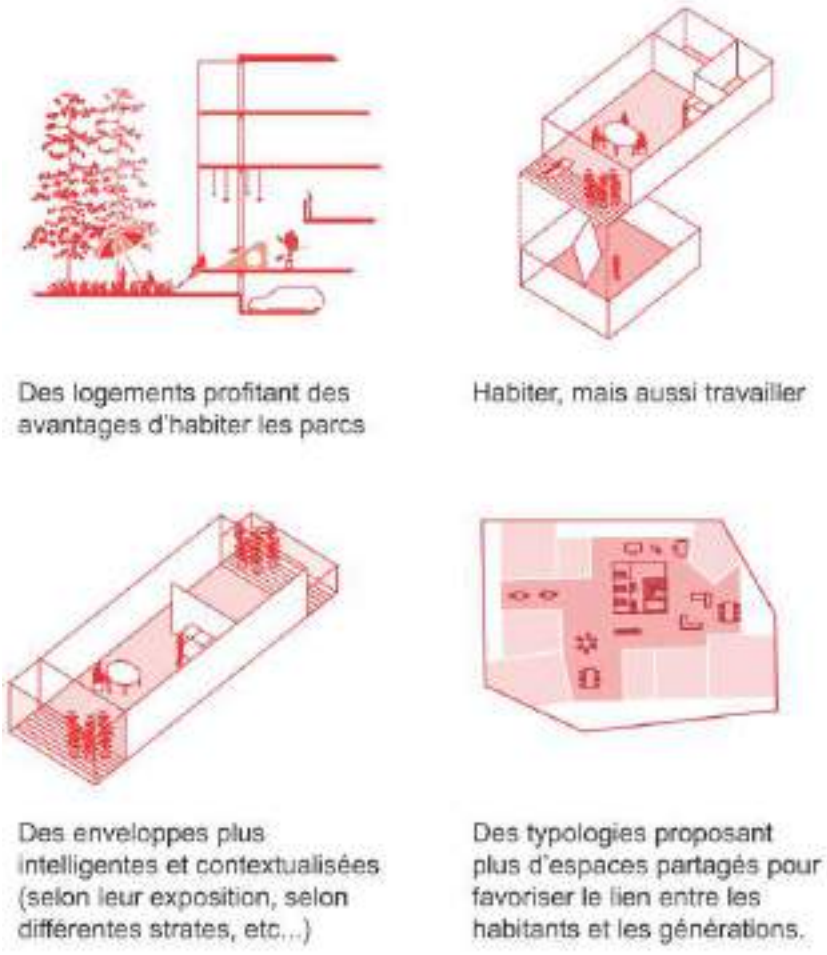 Des logements profitant des
avantages d'habiter les parcs
Habiter, mais aussi travailler
Des enveloppes plus
intelligentes et contextualisées
(selon leur exposition, selon
différentes strates, etc...)
Des typologies proposant
plus d'espaces partagés pour
favoriser le lien entre les
habitants et les générations.